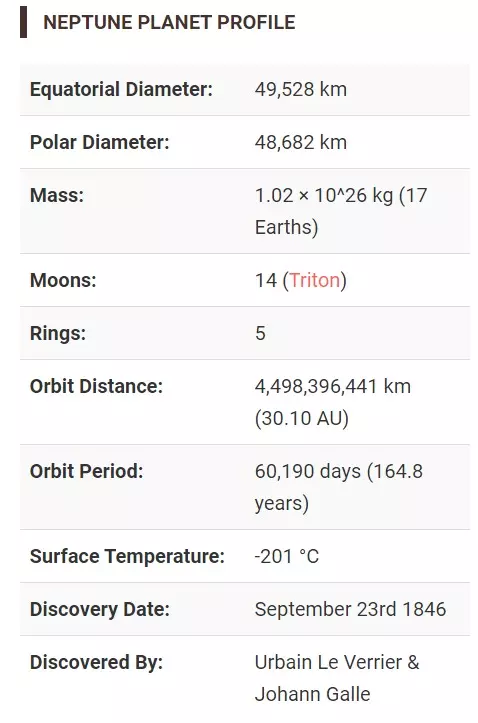 NEPTUNE PLANET PROFILE
Equatorial Diameter: 49,528 km
Polar Diameter: 48,682 km
Mass: 1.02 × 10^26 kg (17
Earths)
Moons: 14 (Triton)
Rings: 5
Orbit Distance: 4,498,396,441 km
(30.10 AU)
Orbit Period: 60,190 days (164.8
years)
Surface Temperature: -201 °C
Discovery Date: September 23rd 1846
Discovered By: Urbain Le Verrier &
Johann Galle